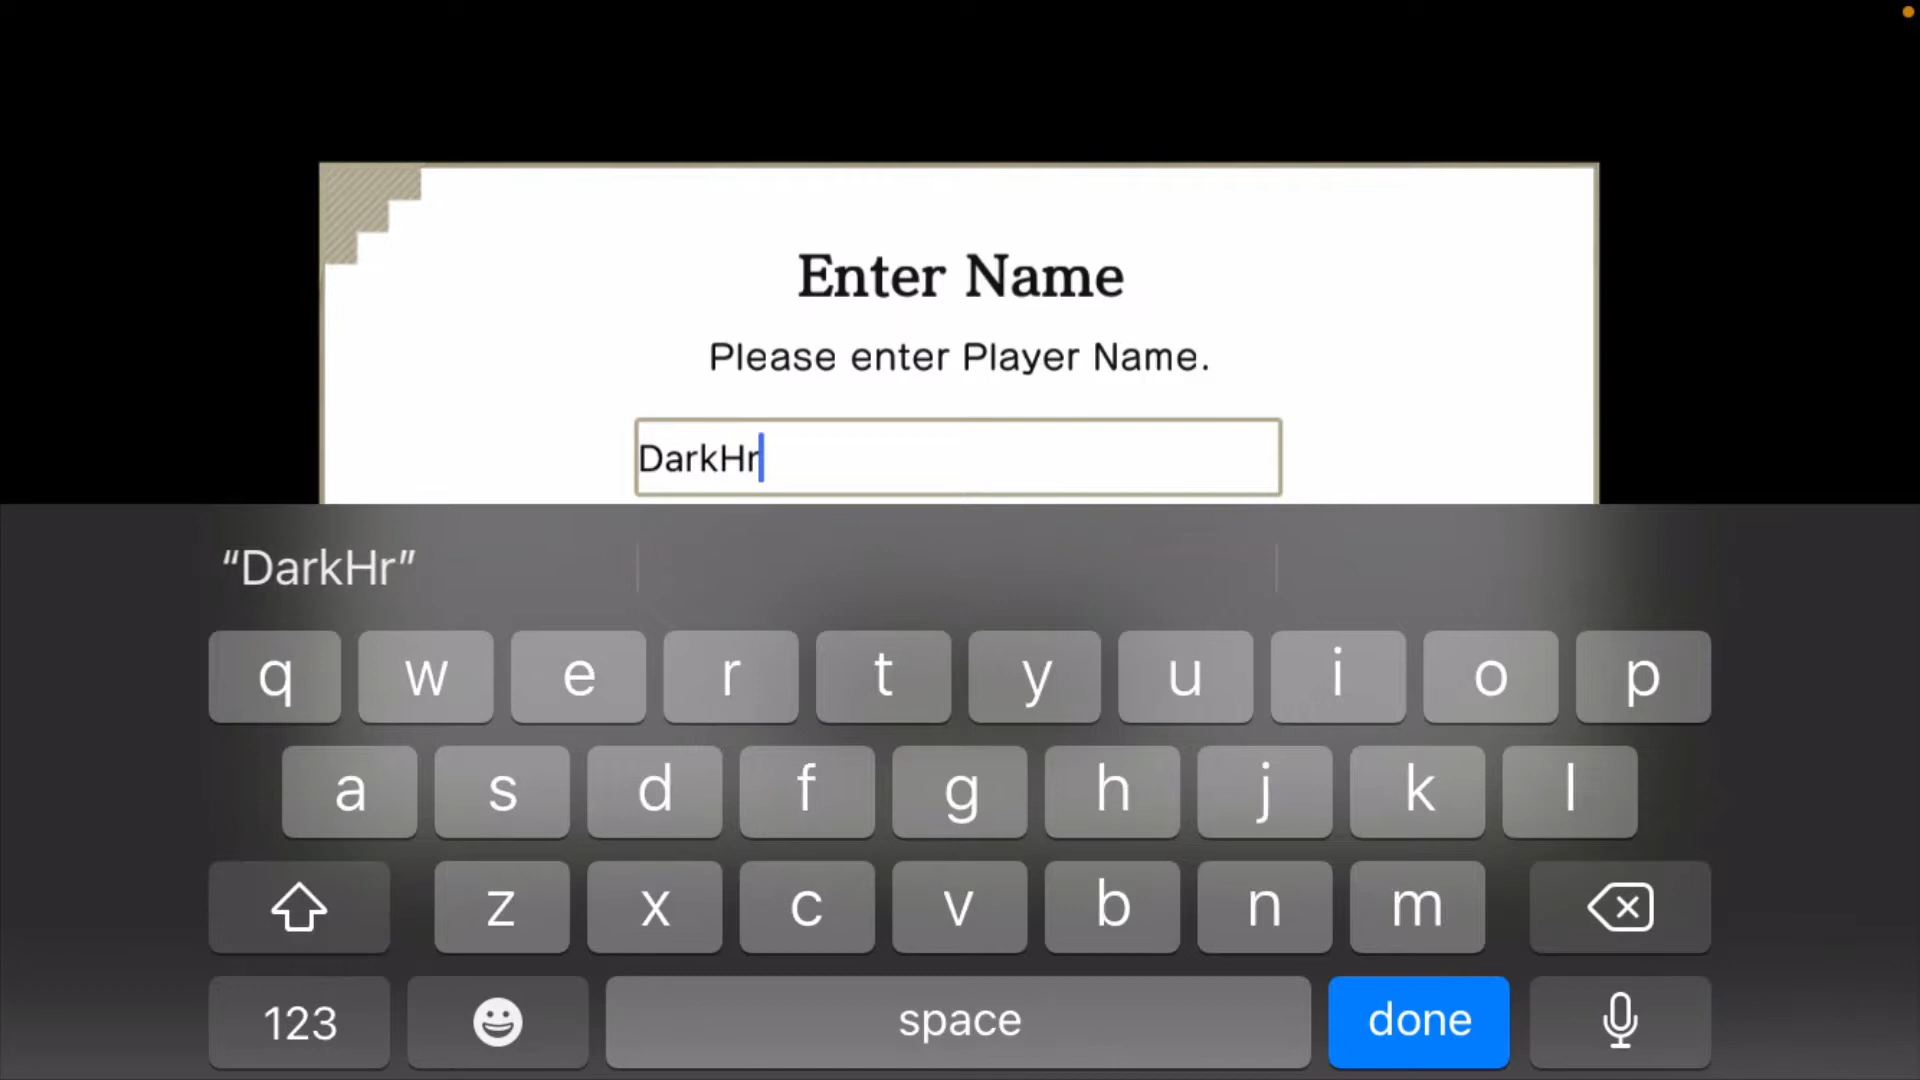 Enter Name
Please enter Player Name.
DarkHr
“DarkHr”
q w e r t y u i o p
a s d f g h j k l
z x c v b n m
123 space done